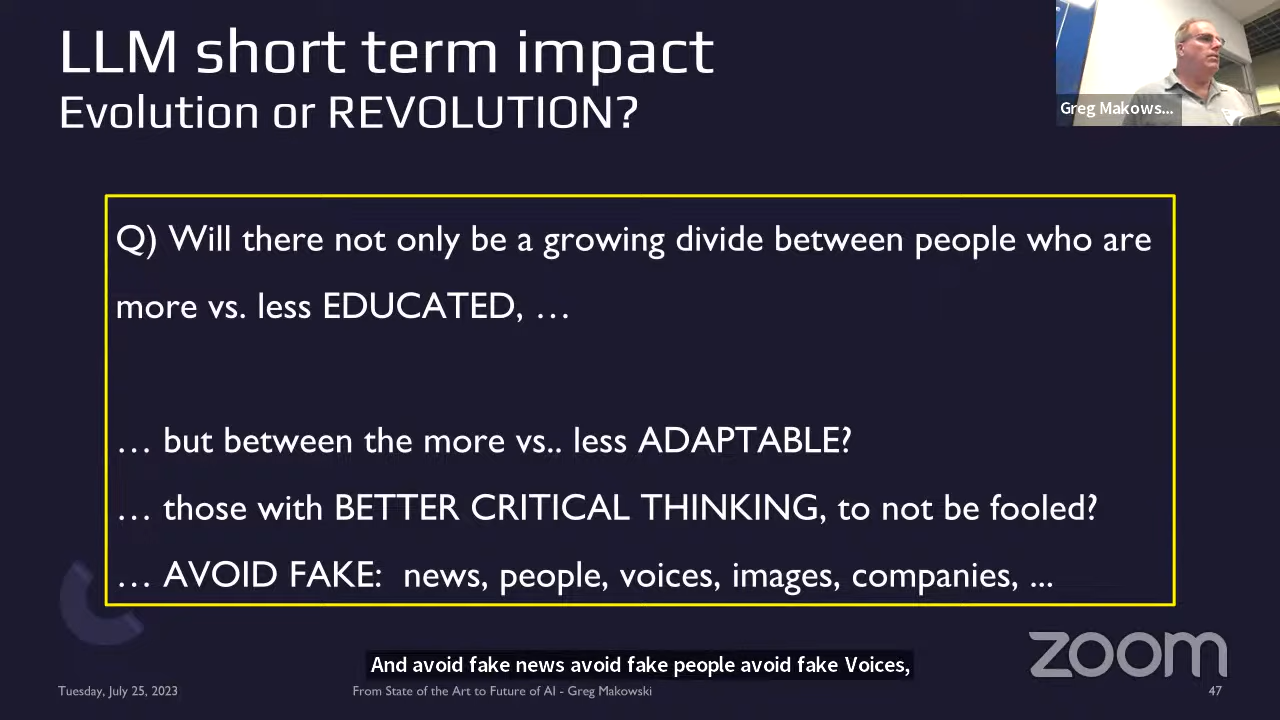 LLM short term impact
Evolution or REVOLUTION?
Greg Makows...
Q) Will there not only be a growing divide between people who are
more vs. less EDUCATED, …
… but between the more vs.. less ADAPTABLE?
… those with BETTER CRITICAL THINKING, to not be fooled?
… AVOID FAKE: news, people, voices, images, companies, ...
zoom
And avoid fake news avoid fake people avoid fake Voices,
Tuesday, July 25, 2023
From State of the Art to Future of AI - Greg Makowski
47